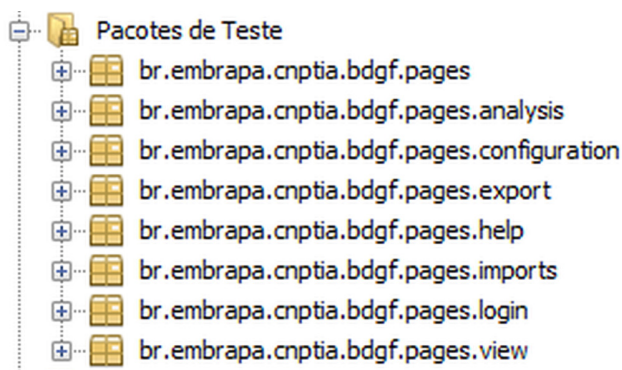 Pacotes de Teste
br.embrapa.cnptia.bdgf.pages
br.embrapa.cnptia.bdgf.pages.analysis
br.embrapa.cnptia.bdgf.pages.configuration
br.embrapa.cnptia.bdgf.pages.export
br.embrapa.cnptia.bdgf.pages.help
br.embrapa.cnptia.bdgf.pages.imports
br.embrapa.cnptia.bdgf.pages.login
br.embrapa.cnptia.bdgf.pages.view